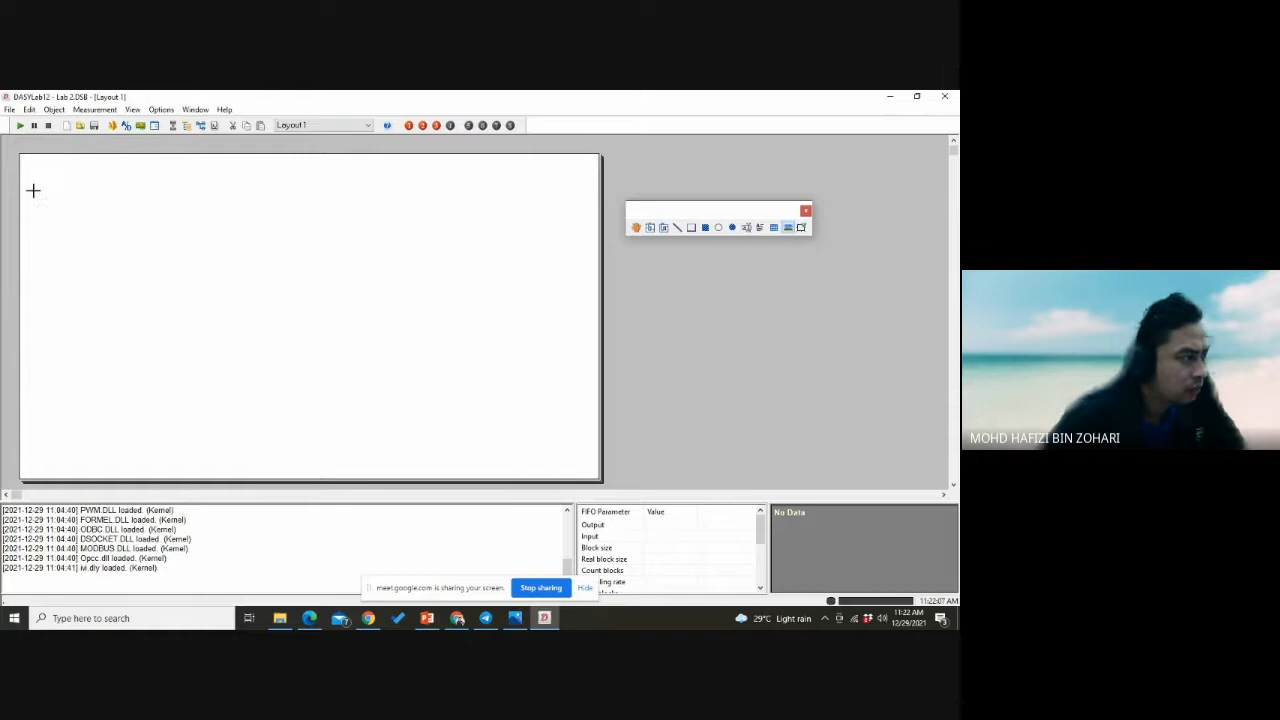 DASYLab12 - Lab 2.DSB - [Layout 1]
File Edit Object Measurement View Options Window Help
Layout 1
[2021-12-29 11:04:40] PWM.DLL loaded. (Kernel)
[2021-12-29 11:04:40] FORMEL.DLL loaded. (Kernel)
[2021-12-29 11:04:40] ODBC.DLL loaded. (Kernel)
[2021-12-29 11:04:40] DSOCKET.DLL loaded. (Kernel)
[2021-12-29 11:04:40] MODBUS.DLL loaded. (Kernel)
[2021-12-29 11:04:40] Opcc.dll loaded. (Kernel)
[2021-12-29 11:04:41] loaded. (Kernel)
FIFO Parameter Value
Output
Input
Block size
Real block size
Count blocks
ling rate
No Data
meet.google.com is sharing your screen. Stop sharing Hide
11:22:07 AM
Type here to search
29°C Light rain
11:22 AM
12/29/2021
MOHD HAFIZI BIN ZOHARI